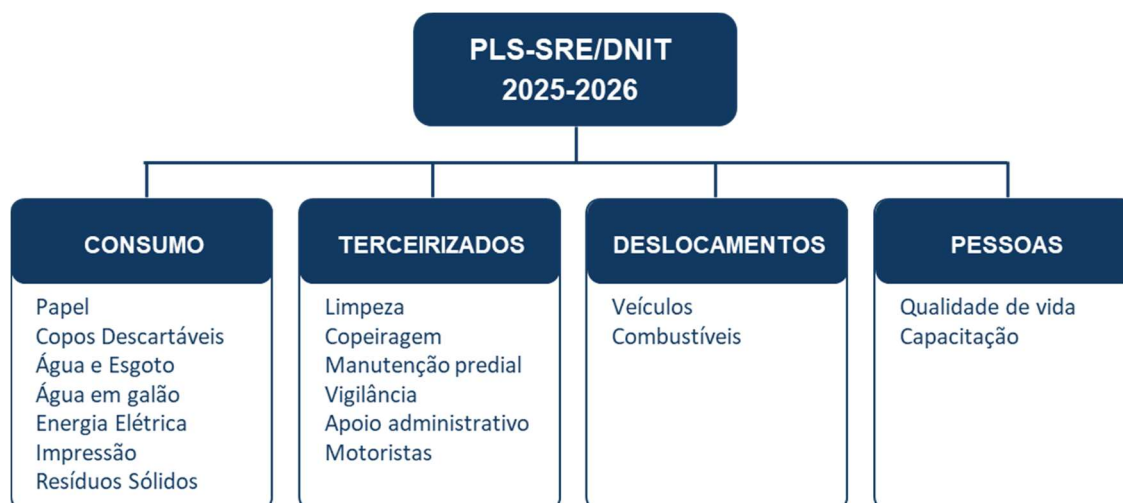 PLS-SRE/DNIT
2025-2026
CONSUMO
Papel
Copos Descartáveis
Água e Esgoto
Água em galão
Energia Elétrica
Impressão
Resíduos Sólidos
TERCEIRIZADOS
Limpeza
Copeiragem
Manutenção predial
Vigilância
Apoio administrativo
Motoristas
DESLOCAMENTOS
Veículos
Combustíveis
PESSOAS
Qualidade de vida
Capacitação